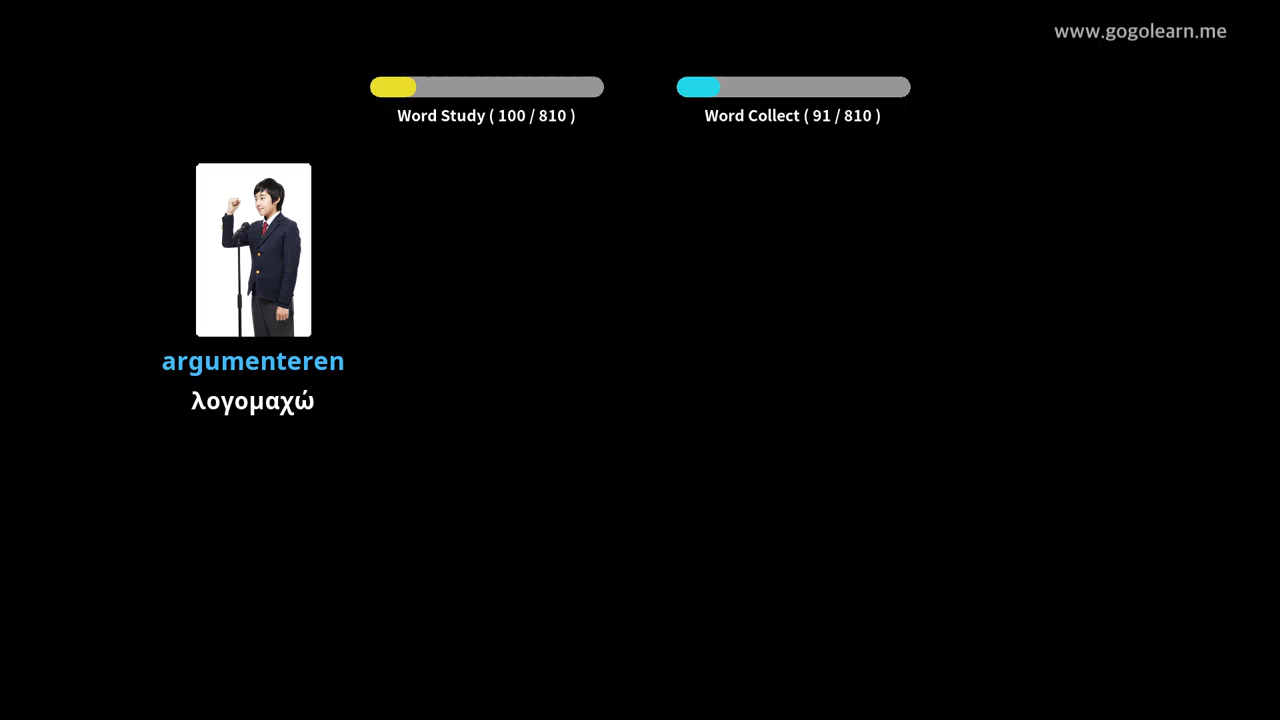 www.gogolearn.me
Word Study ( 100 / 810 )
Word Collect ( 91 / 810 )
argumenteren
λογομαχώ